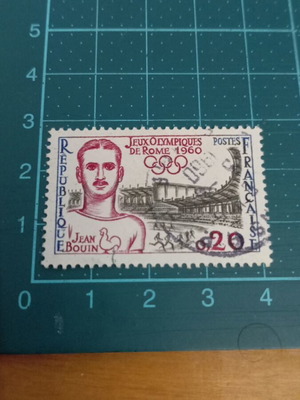 5
4
3
2
1
JEUX OLYMPIQUES
DE ROME 1960
POSTES
RÉPUBLIQUE
FRANÇAISE
JEAN
BOUIN
0,20
0 1 2 3 4